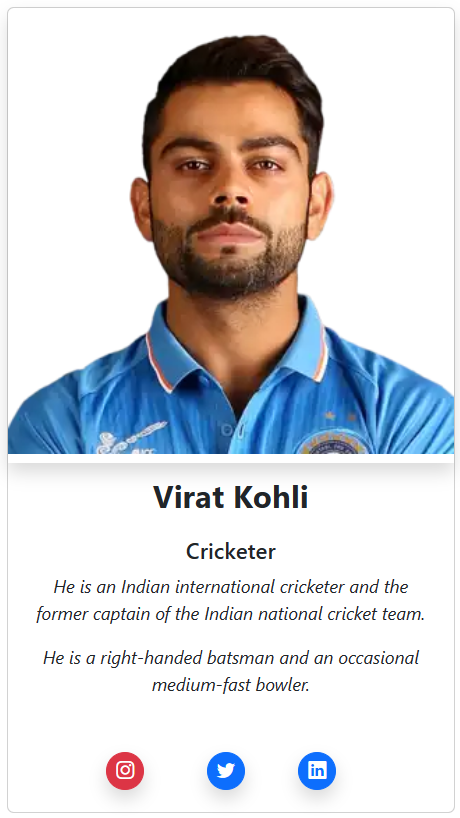 Virat Kohli
Cricketer
He is an Indian international cricketer and the
former captain of the Indian national cricket team.
He is a right-handed batsman and an occasional
medium-fast bowler.